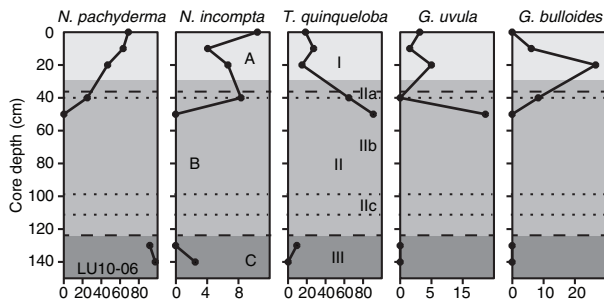 N. pachyderma N. incompta T. quinqueloba G. uvula G. bulloides
0
20
40
60
80
100
120
140
Core depth (cm)
A
B
C
I
IIa
IIb
II
IIc
III
LU10-06
0 20 40 60 80
0 4 8
0 20 40 60 80
0 5 15
0 10 20